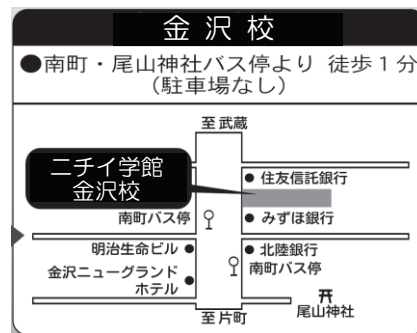 金沢校
●南町・尾山神社バス停より 徒歩1分
（駐車場なし）
至武蔵
ニチイ学館
金沢校
住友信託銀行
南町バス停
みずほ銀行
明治生命ビル
北陸銀行
南町バス停
金沢ニューグランド
ホテル
尾山神社
至片町